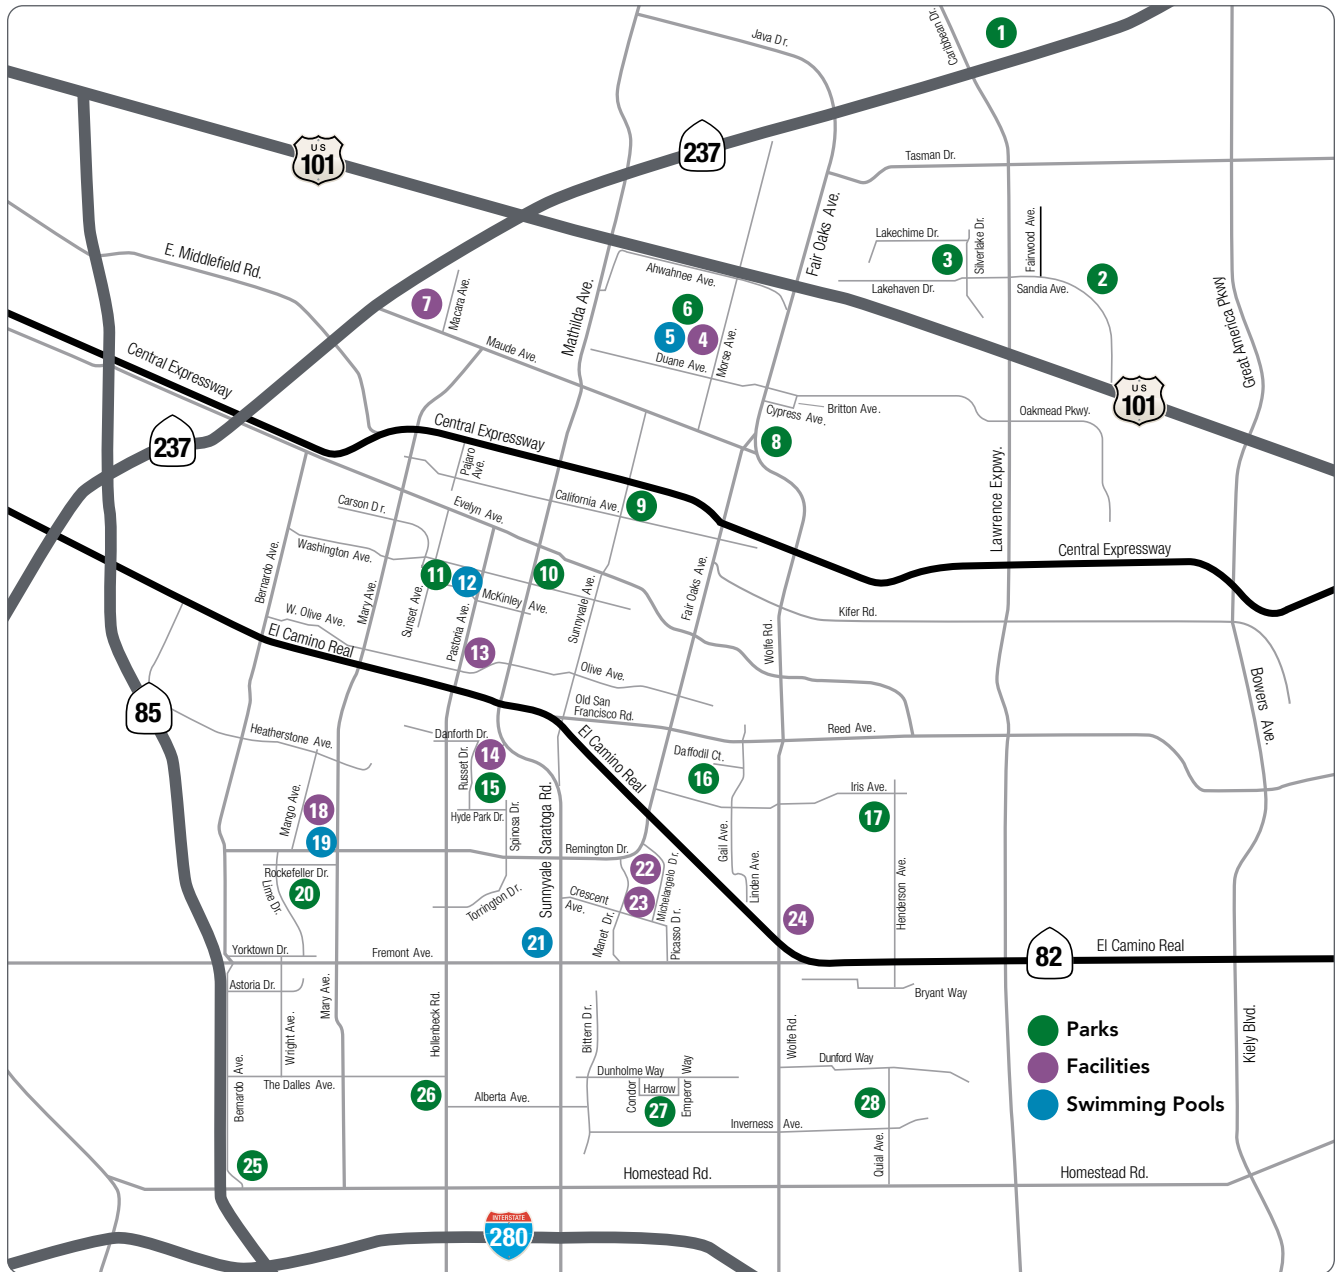 Java Dr.
Caribbean Dr.
1
US
101
237
Tasman Dr.
Fair Oaks Ave.
Lakechime Dr.
Silverlake Dr.
Fairwood Ave.
3
2
E. Middlefield Rd.
Lakehaven Dr.
Sandia Ave.
Ahwahnee Ave.
Great America Pkwy
7
Macara Ave.
Mathilda Ave.
6
5
4
Morse Ave.
Maude Ave.
Duane Ave.
Central Expressway
US
101
Cypress Ave.
Britton Ave.
Oakmead Pkwy.
237
Central Expressway
8
Pajaro
Ave.
Lawrence Expwy.
California Ave.
9
Carson Dr.
Evelyn Ave.
Washington Ave.
Central Expressway
Bernardo Ave.
Mary Ave.
11
12
10
Sunset Ave.
McKinley Ave.
Sunnyvale Ave.
Fair Oaks Ave.
Kifer Rd.
W. Olive Ave.
Pastoria Ave.
Wolfe Rd.
El Camino Real
13
Olive Ave.
Bowers Ave.
85
Old San
Francisco Rd.
Reed Ave.
Heatherstone Ave.
Danforth Dr.
14
El Camino Real
Daffodil Ct.
Russet Dr.
15
16
Iris Ave.
Mango Ave.
18
Hyde Park Dr.
Spinosa Dr.
Sunnyvale Saratoga Rd.
17
19
Remington Dr.
Gail Ave.
Rockefeller Dr.
Lime Dr.
20
22
Michelangelo Dr.
Linden Ave.
Henderson Ave.
Torrington Dr.
Crescent
Ave.
23
24
Manet Dr.
Picasso Dr.
21
Yorktown Dr.
Fremont Ave.
82
El Camino Real
Astoria Dr.
Mary Ave.
Bryant Way
Wright Ave.
Hollenbeck Rd.
Bittern Dr.
Wolfe Rd.
Kiely Blvd.
Parks
Facilities
Swimming Pools
Bernardo Ave.
The Dalles Ave.
Dunholme Way
Dunford Way
26
Alberta Ave.
Condor
Harrow
Emperor Way
27
28
Inverness Ave.
Quial Ave.
25
Homestead Rd.
Homestead Rd.
INTERSTATE
280